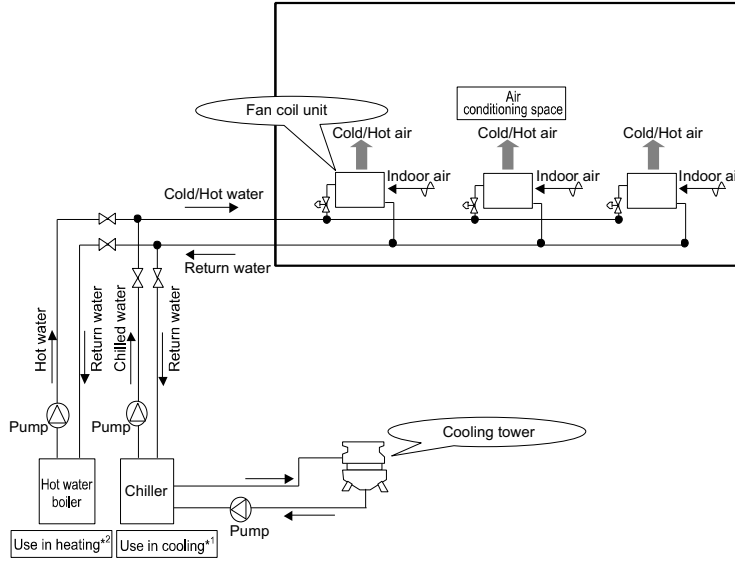 Air
conditioning space
Fan coil unit
Cold/Hot air
Cold/Hot air
Cold/Hot air
Indoor air
Indoor air
Indoor air
Cold/Hot water
Return water
Hot water
Return water
Chilled water
Return water
Pump
Pump
Cooling tower
Hot water
boiler
Chiller
Pump
Use in heating*2
Use in cooling*1